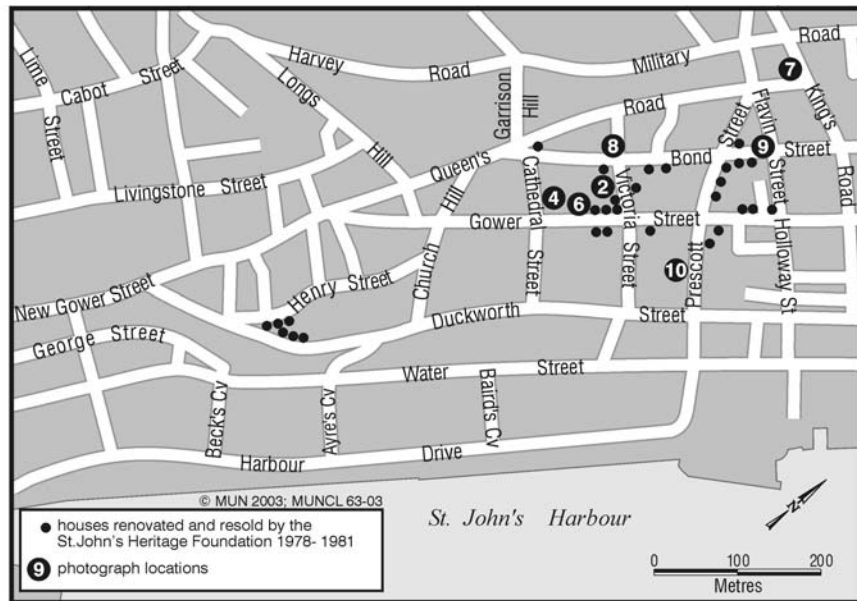 Lime Street
Cabot Street
Harvey Road
Longs Hill
Garrison Hill
Military Road
7
King's Road
Flavin Street
Livingstone Street
Queen's Road
8
Bond Street
9
Cathedral Street
4
6
2
Victoria Street
Gower Street
Church Hill
Prescott Street
10
Holloway St
New Gower Street
Henry Street
Duckworth Street
George Street
Water Street
Beck's Cv
Ayre's Cv
Baird's Cv
Harbour Drive
© MUN 2003; MUNCL 63-03
St. John's Harbour
N
houses renovated and resold by the
St.John's Heritage Foundation 1978- 1981
9 photograph locations
0 100 200
Metres